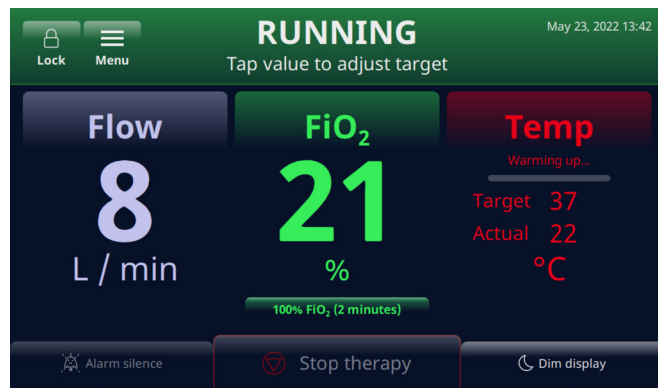 RUNNING
May 23, 2022 13:42
Lock
Menu
Tap value to adjust target
Flow
8
L / min
FiO₂
21
%
100% FiO₂ (2 minutes)
Temp
Warming up...
Target 37
Actual 22
°C
Alarm silence
Stop therapy
Dim display